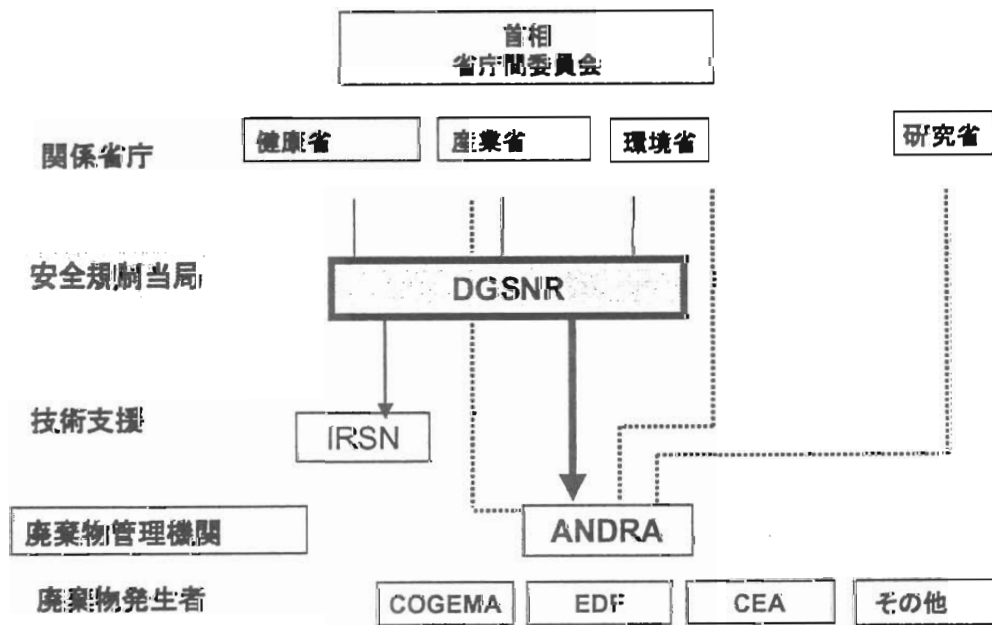 首相
省庁間委員会
関係省庁
健康省
産業省
環境省
研究省
安全規制当局
DGSNR
技術支援
IRSN
廃棄物管理機関
ANDRA
廃棄物発生者
COGEMA
EDF
CEA
その他